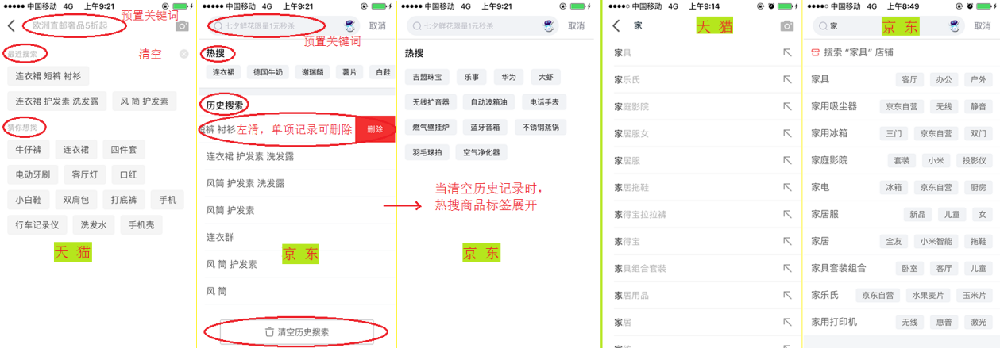 中国移动 4G 上午9:21
预置关键词
欧洲直邮奢品5折起
最近搜索
清空
连衣裙 短裤 衬衫
连衣裙 护发素 洗发露
风 筒 护发素
猜你想找
牛仔裤
连衣裙
四件套
电动牙刷
客厅灯
口红
小白鞋
双肩包
打底裤
手机
行车记录仪
洗发水
手机壳
天 猫
中国移动 4G 上午9:21
七夕鲜花限量1元秒杀
取消
预置关键词
热搜
连衣裙
德国牛奶
谢瑞麟
薯片
白鞋
历史搜索
短裤 衬衫
左滑，单项记录可删除
删除
连衣裙 护发素 洗发露
风筒 护发素 洗发露
风筒 护发素
连衣群
风 筒 护发素
京 东
风 筒
清空历史搜索
中国移动 4G 上午9:21
七夕鲜花限量1元秒杀
取消
热搜
吉盟珠宝
乐事
华为
大虾
无线扩音器
自动波箱油
电话手表
燃气壁挂炉
蓝牙音箱
不锈钢蒸锅
羽毛球拍
空气净化器
当清空历史记录时，
热搜商品标签展开
京 东
中国移动 4G 上午9:14
家
天 猫
家具
家乐氏
家庭影院
家居服女
家居服
家居拖鞋
家得宝拉拉裤
家得宝
家具组合套装
家居用品
家居
中国移动 4G 上午8:49
家
京 东
取消
搜索 “家具” 店铺
家具 客厅 办公 户外
家用吸尘器 京东自营 无线 静音
家用冰箱 三门 京东自营 双门
家庭影院 套装 小米 投影仪
家电 冰箱 京东自营 厨房
家居服 新品 儿童 女
家居 全友 小米智能 拖鞋
家具套装组合 卧室 客厅 儿童
家乐氏 京东自营 水果麦片 玉米片
家用打印机 无线 惠普 激光